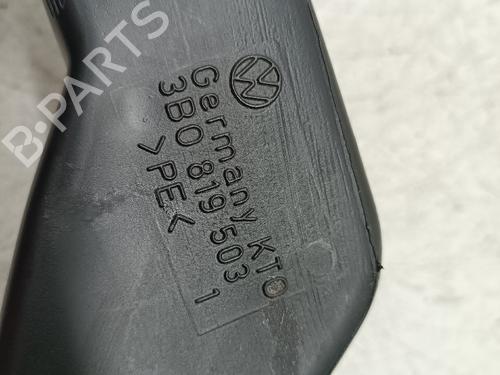 B-PARTS
Germany KTO
3B0 819 503 1
>PE<